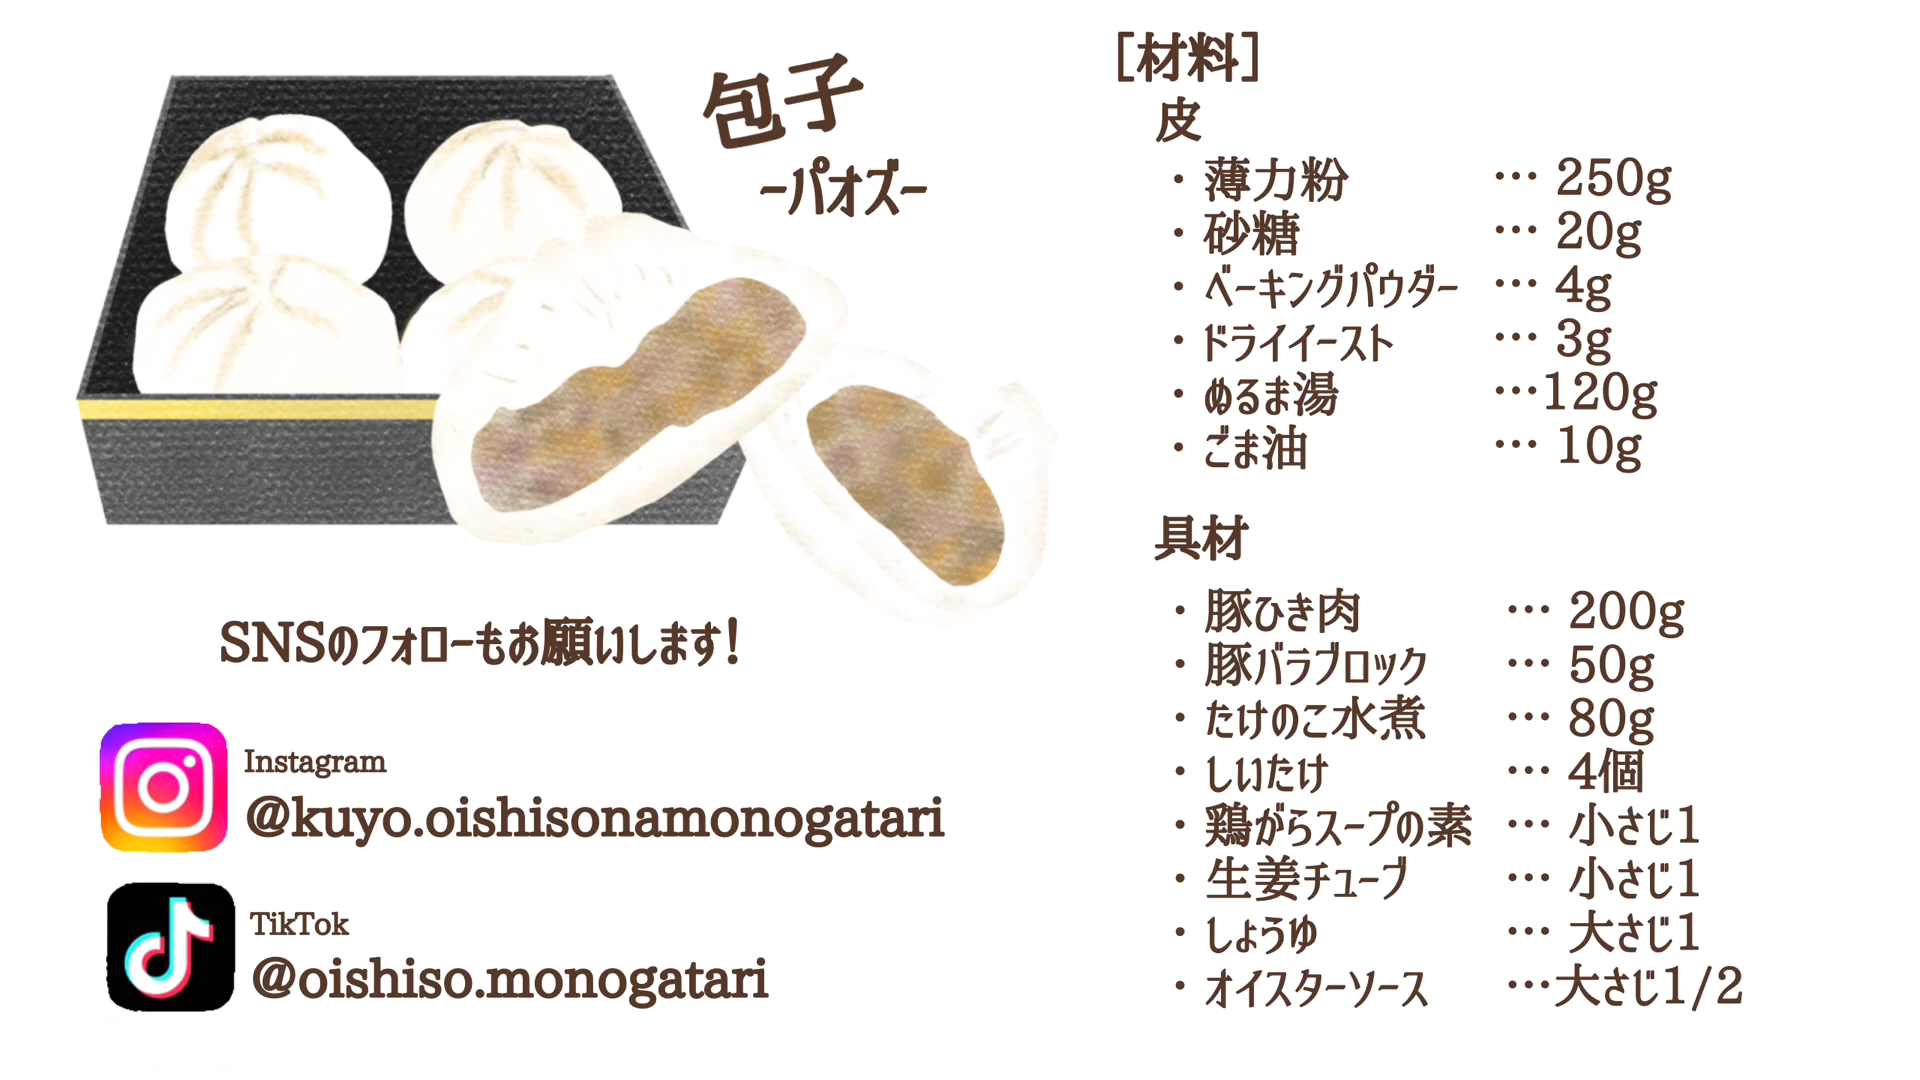 包子
-パオズ-
SNSのフォローもお願いします!
Instagram
@kuyo.oishisonamonogatari
TikTok
@oishiso.monogatari
[材料]
皮
・薄力粉 … 250g
・砂糖 … 20g
・ベーキングパウダー … 4g
・ドライイースト … 3g
・ぬるま湯 …120g
・ごま油 … 10g
具材
・豚ひき肉 … 200g
・豚バラブロック … 50g
・たけのこ水煮 … 80g
・しいたけ … 4個
・鶏がらスープの素 … 小さじ1
・生姜チューブ … 小さじ1
・しょうゆ … 大さじ1
・オイスターソース …大さじ1/2